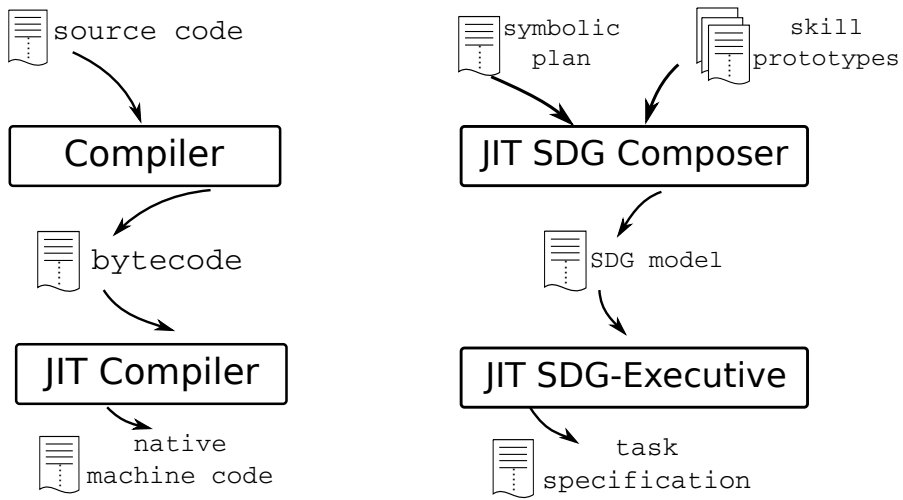 source code
Compiler
bytecode
JIT Compiler
native
machine code
symbolic
plan
skill
prototypes
JIT SDG Composer
SDG model
JIT SDG-Executive
task
specification